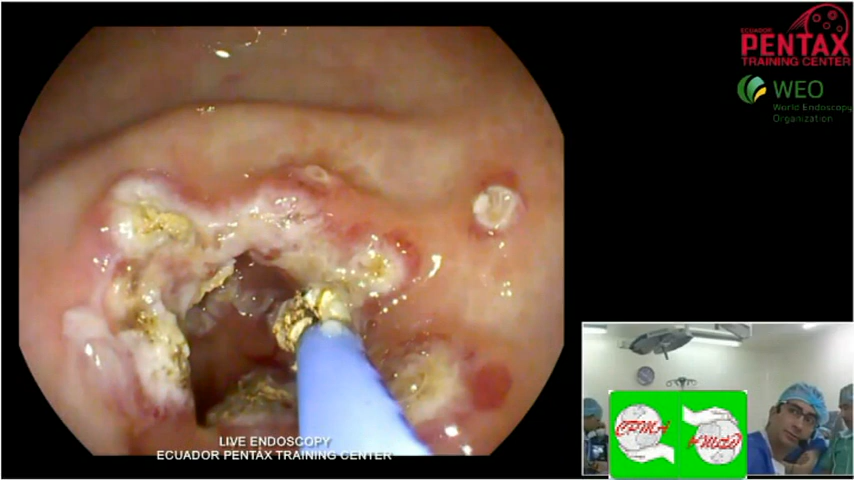 ECUADOR
PENTAX
TRAINING CENTER
WEO
World Endoscopy
Organization
LIVE ENDOSCOPY
ECUADOR PENTAX TRAINING CENTER